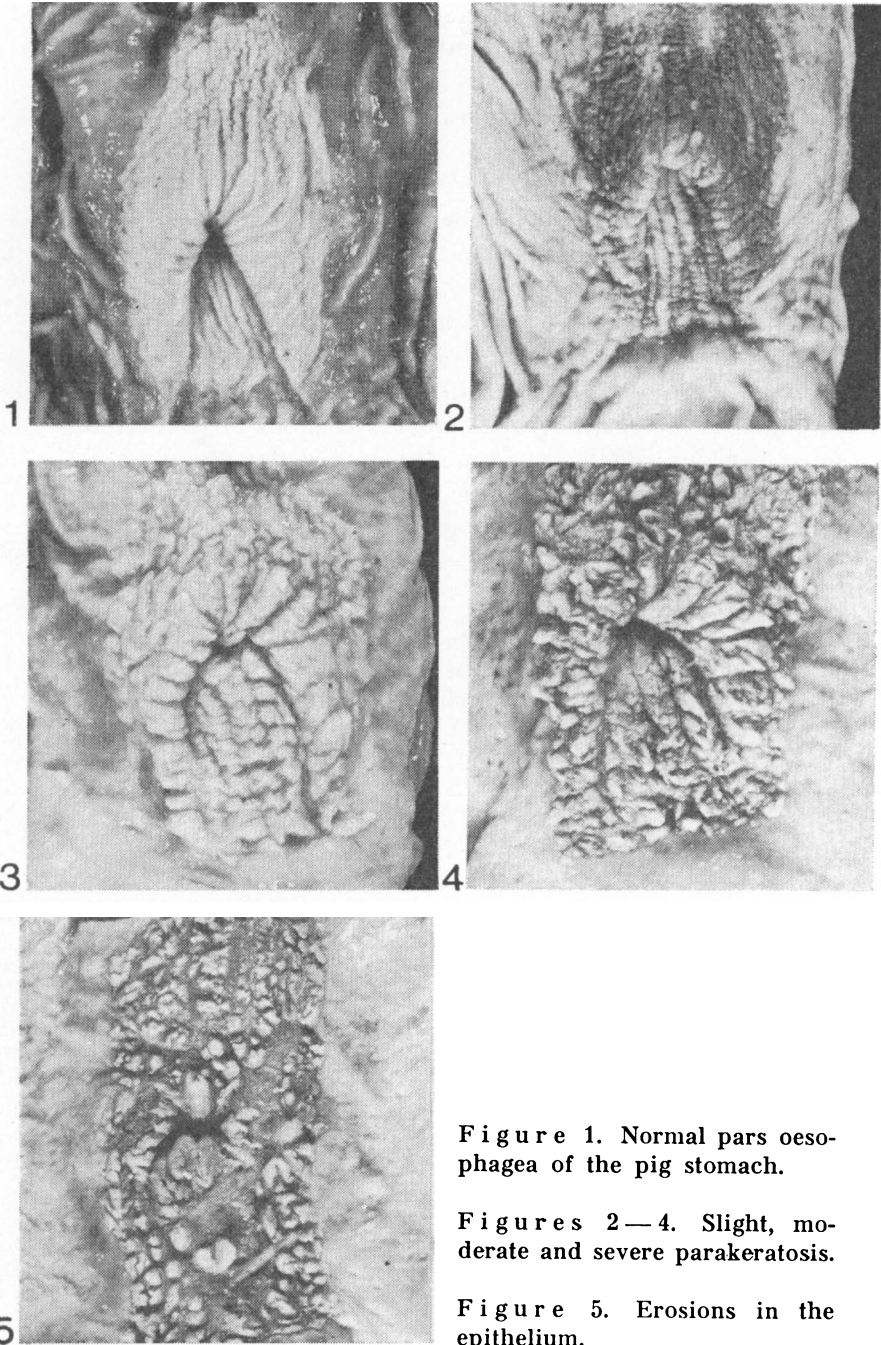 1
2
3
4
5
Figure 1. Normal pars oeso-
phagea of the pig stomach.
Figures 2—4. Slight, mo-
derate and severe parakeratosis.
Figure 5. Erosions in the
epithelium.